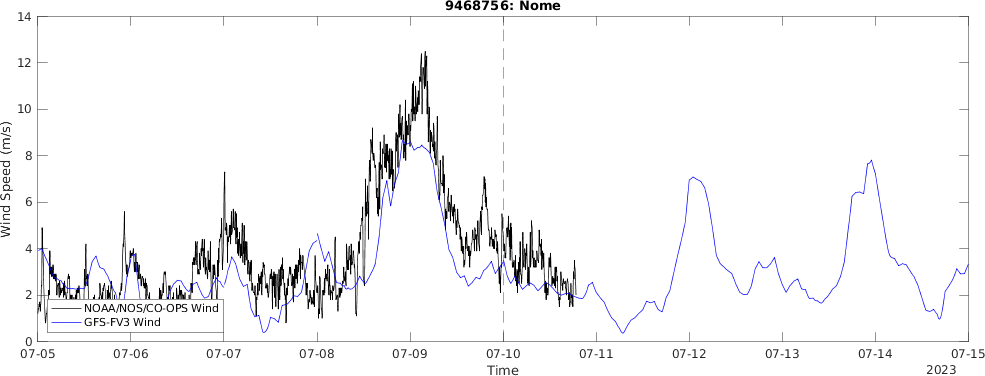 9468756: Nome
14
12
10
8
6
4
2
0
Wind Speed (m/s)
NOAA/NOS/CO-OPS Wind
GFS-FV3 Wind
07-05 07-06 07-07 07-08 07-09 07-10 07-11 07-12 07-13 07-14 07-15
Time
2023